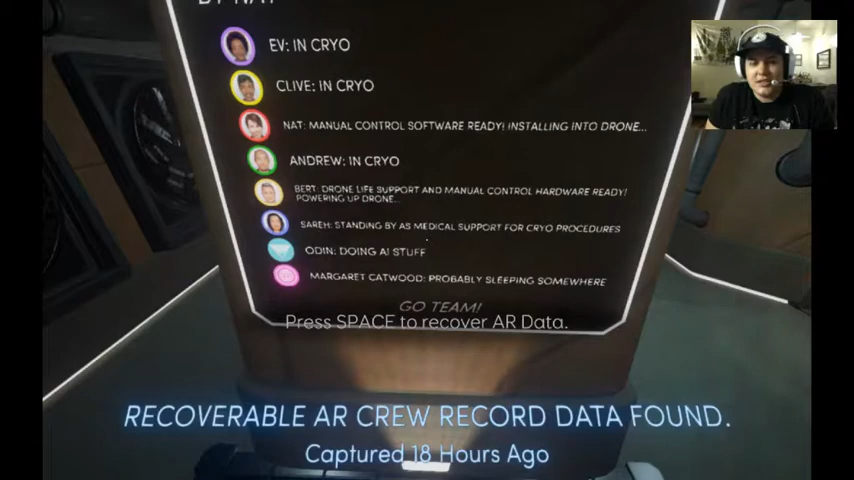 BY NAT
EV: IN CRYO
CLIVE: IN CRYO
NAT: MANUAL CONTROL SOFTWARE READY! INSTALLING INTO DRONE...
ANDREW: IN CRYO
BERT: DRONE LIFE SUPPORT AND MANUAL CONTROL HARDWARE READY!
POWERING UP DRONE...
SAREH: STANDING BY AS MEDICAL SUPPORT FOR CRYO PROCEDURES
ODIN: DOING AI STUFF
MARGARET CATWOOD: PROBABLY SLEEPING SOMEWHERE
GO TEAM!
Press SPACE to recover AR Data.
RECOVERABLE AR CREW RECORD DATA FOUND.
Captured 18 Hours Ago